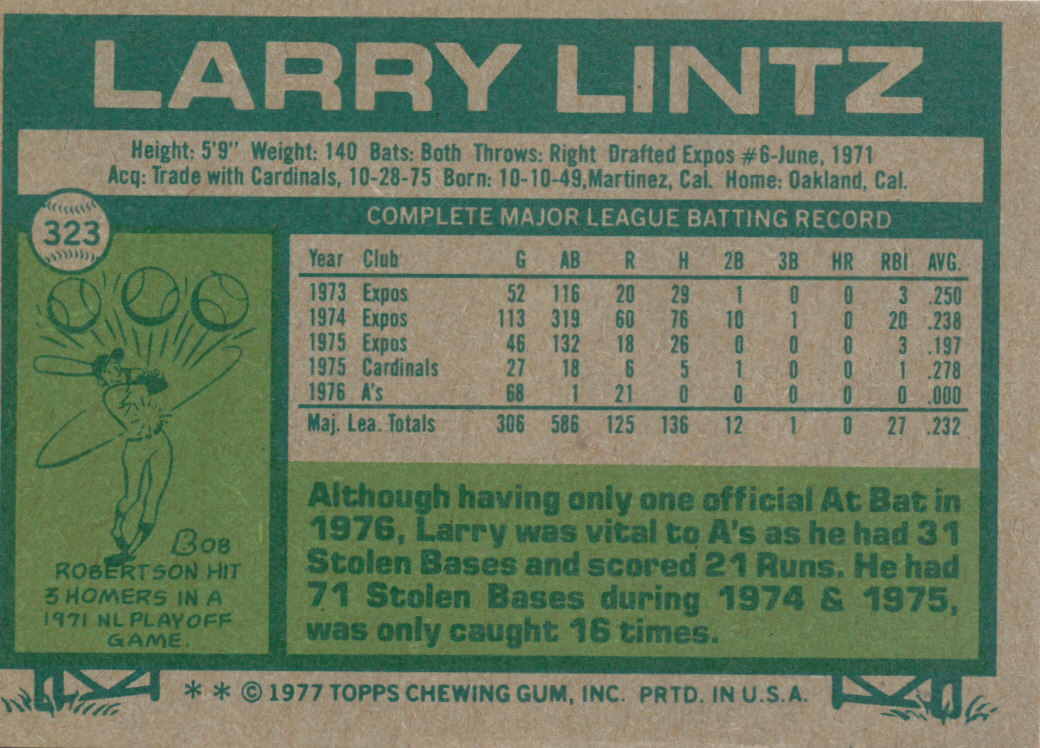 LARRY LINTZ
Height: 5'9" Weight: 140 Bats: Both Throws: Right Drafted Expos #6-June, 1971
Acq: Trade with Cardinals, 10-28-75 Born: 10-10-49,Martinez, Cal. Home: Oakland, Cal.
323
COMPLETE MAJOR LEAGUE BATTING RECORD
Year Club G AB R H 2B 3B HR RBI AVG.
1973 Expos 52 116 20 29 1 0 0 3 .250
1974 Expos 113 319 60 76 10 1 0 20 .238
1975 Expos 46 132 18 26 0 0 0 3 .197
1975 Cardinals 27 18 6 5 1 0 0 1 .278
1976 A's 68 1 21 0 0 0 0 0 .000
Maj. Lea. Totals 306 586 125 136 12 1 0 27 .232
BOB
ROBERTSON HIT
3 HOMERS IN A
1971 NL PLAYOFF
GAME.
Although having only one official At Bat in
1976, Larry was vital to A's as he had 31
Stolen Bases and scored 21 Runs. He had
71 Stolen Bases during 1974 & 1975,
was only caught 16 times.
* * © 1977 TOPPS CHEWING GUM, INC. PRTD. IN U.S.A.